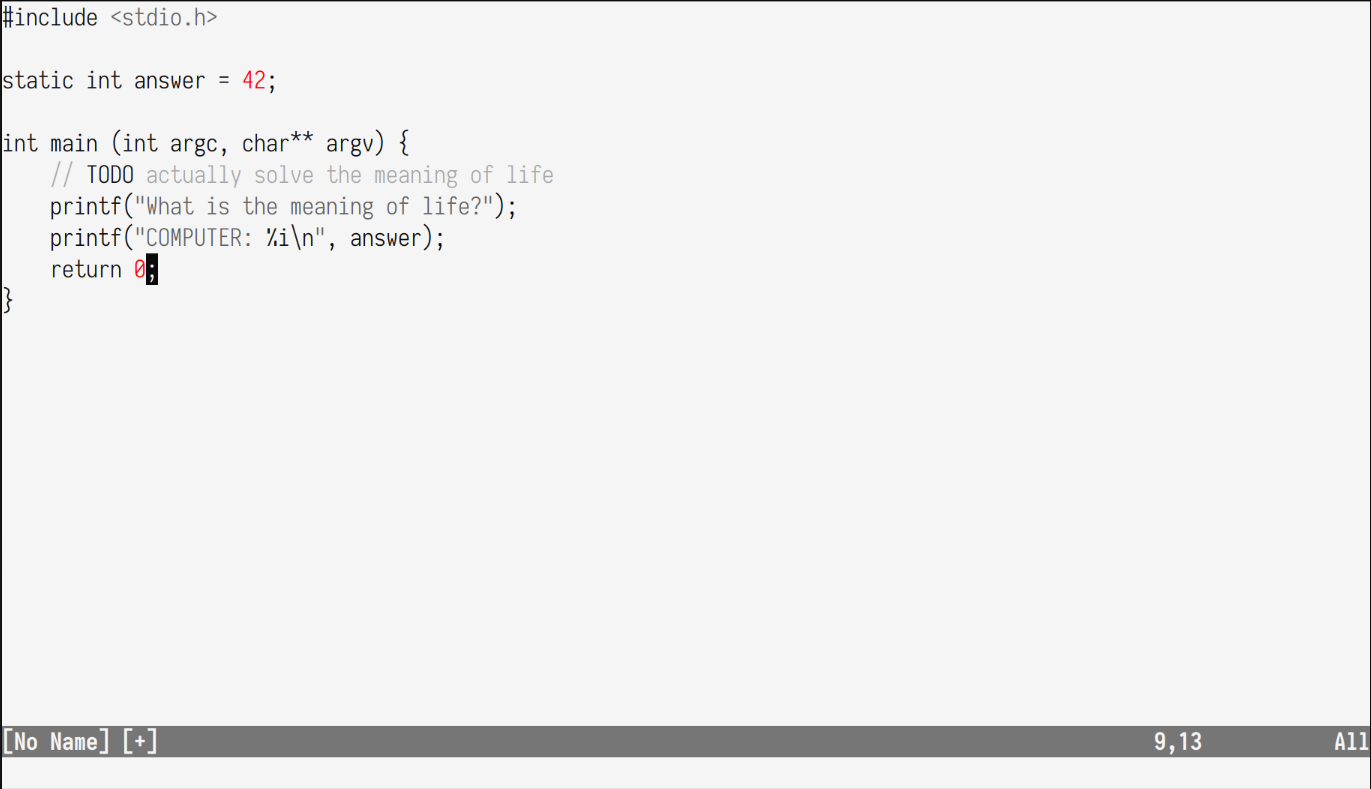 #include <stdio.h>

static int answer = 42;

int main (int argc, char** argv) {
    // TODO actually solve the meaning of life
    printf("What is the meaning of life?");
    printf("COMPUTER: %i\n", answer);
    return 0;
}
[No Name] [+] 9,13 All